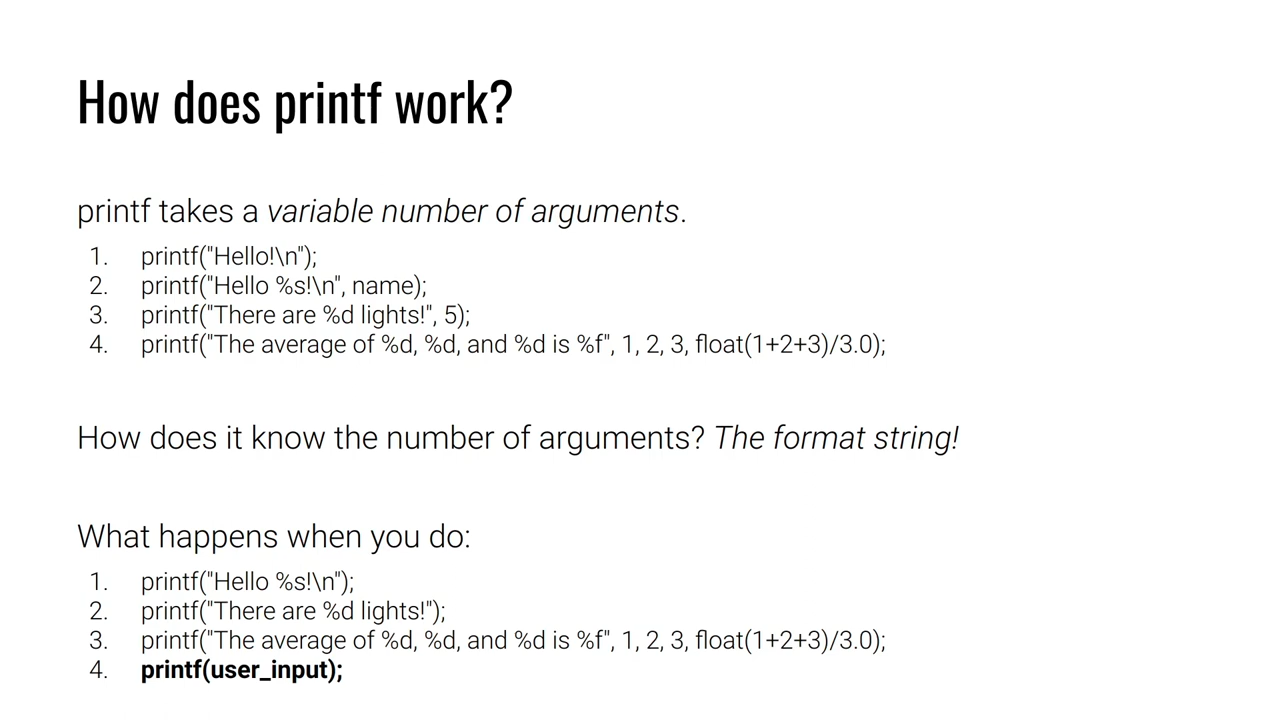 How does printf work?
printf takes a variable number of arguments.
1. printf("Hello!\n");
2. printf("Hello %s!\n", name);
3. printf("There are %d lights!", 5);
4. printf("The average of %d, %d, and %d is %f", 1, 2, 3, float(1+2+3)/3.0);
How does it know the number of arguments? The format string!
What happens when you do:
1. printf("Hello %s!\n");
2. printf("There are %d lights!");
3. printf("The average of %d, %d, and %d is %f", 1, 2, 3, float(1+2+3)/3.0);
4. printf(user_input);